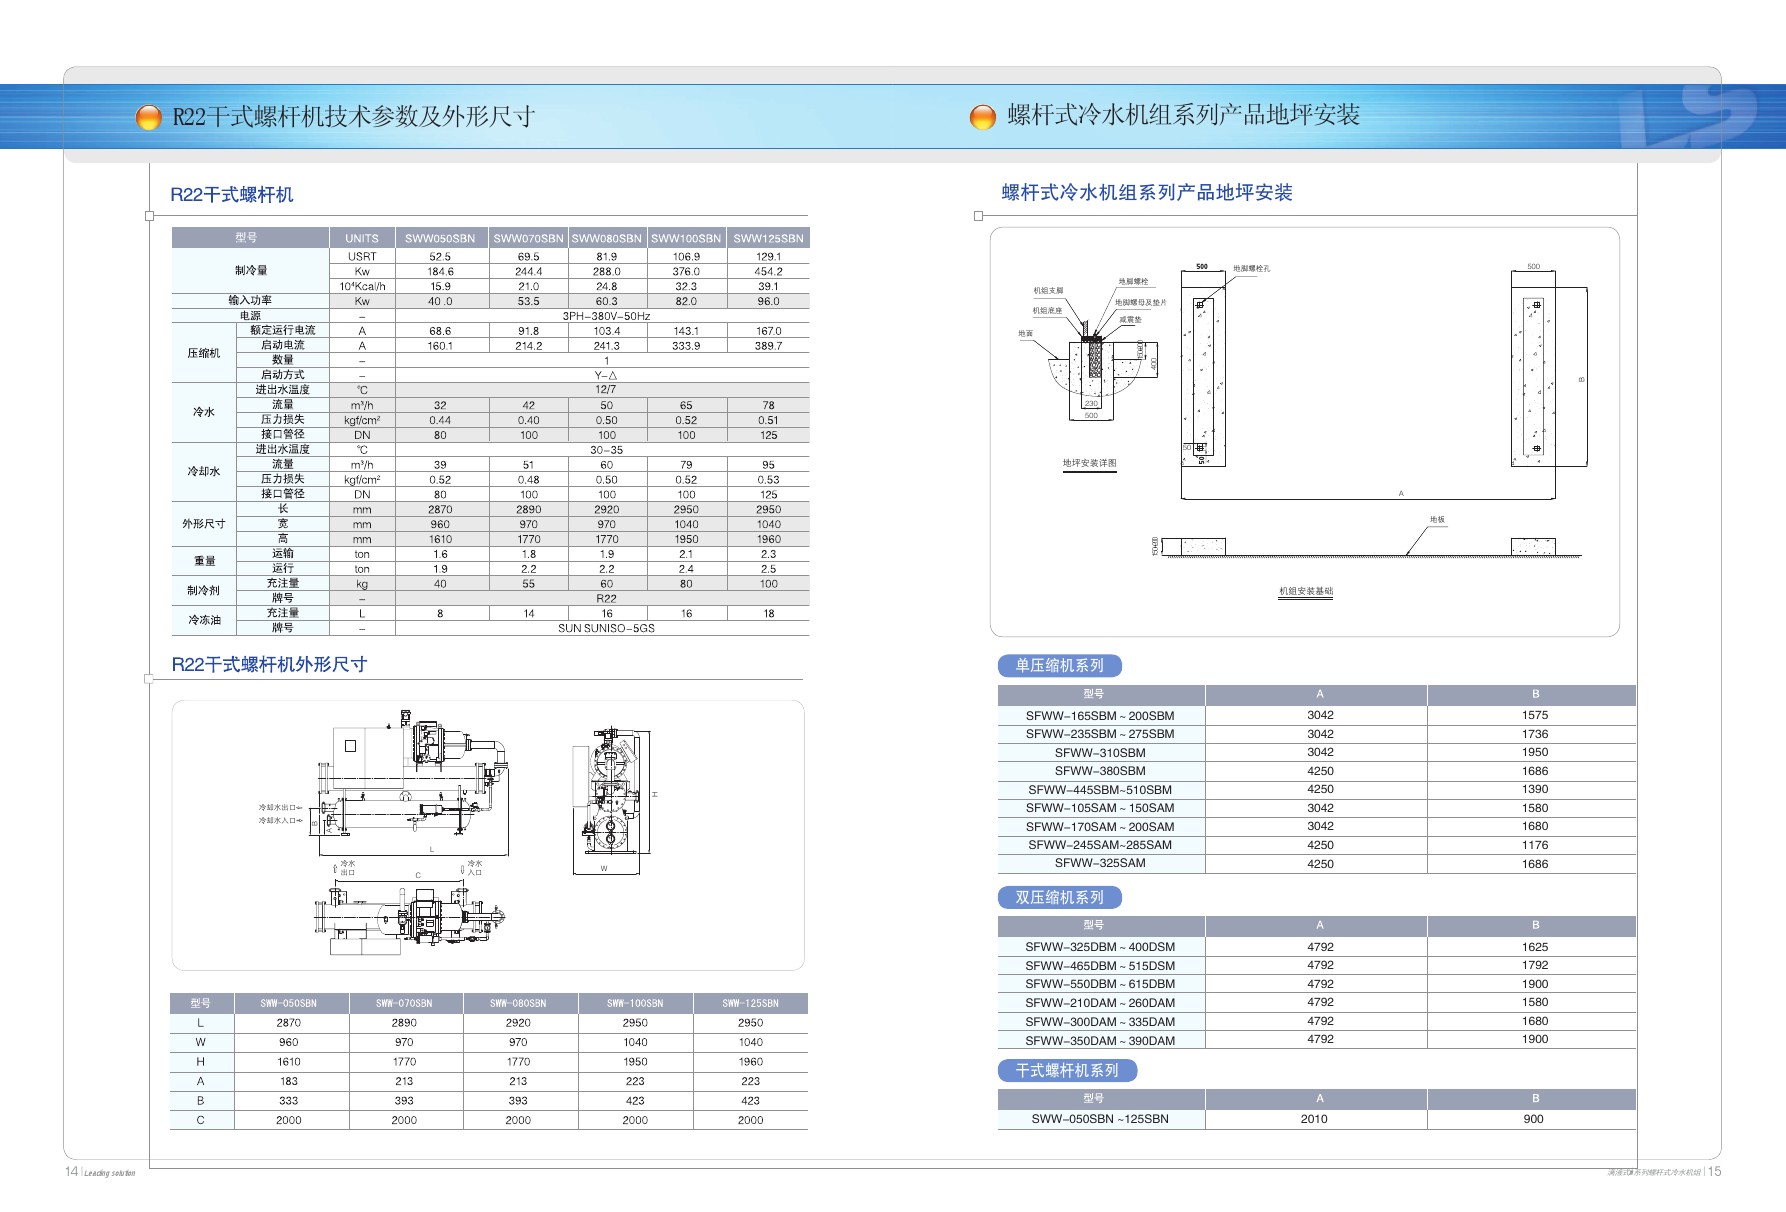 R22干式螺杆机技术参数及外形尺寸
R22干式螺杆机
型号 UNITS SWW050SBN SWW070SBN SWW080SBN SWW100SBN SWW125SBN
制冷量 USRT 52.5 69.5 81.9 106.9 129.1
Kw 184.6 244.4 288.0 376.0 454.2
10⁴Kcal/h 15.9 21.0 24.8 32.3 39.1
输入功率 Kw 40 .0 53.5 60.3 82.0 96.0
电源 – 3PH–380V–50Hz
压缩机 额定运行电流 A 68.6 91.8 103.4 143.1 167.0
启动电流 A 160.1 214.2 241.3 333.9 389.7
数量 – 1
启动方式 – Y–△
冷水 进出水温度 ℃ 12/7
流量 m³/h 32 42 50 65 78
压力损失 kgf/cm² 0.44 0.40 0.50 0.52 0.51
接口管径 DN 80 100 100 100 125
冷却水 进出水温度 ℃ 30–35
流量 m³/h 39 51 60 79 95
压力损失 kgf/cm² 0.52 0.48 0.50 0.52 0.53
接口管径 DN 80 100 100 100 125
外形尺寸 长 mm 2870 2890 2920 2950 2950
宽 mm 960 970 970 1040 1040
高 mm 1610 1770 1770 1950 1960
重量 运输 ton 1.6 1.8 1.9 2.1 2.3
运行 ton 1.9 2.2 2.2 2.4 2.5
制冷剂 充注量 kg 40 55 60 80 100
牌号 – R22
冷冻油 充注量 L 8 14 16 16 18
牌号 – SUN SUNISO–5GS
R22干式螺杆机外形尺寸
冷却水出口
冷却水入口
B
A
L
H
W
冷水
出口
C
冷水
入口
型号 SWW-050SBN SWW-070SBN SWW-080SBN SWW-100SBN SWW-125SBN
L 2870 2890 2920 2950 2950
W 960 970 970 1040 1040
H 1610 1770 1770 1950 1960
A 183 213 213 223 223
B 333 393 393 423 423
C 2000 2000 2000 2000 2000
14 Leading solution
螺杆式冷水机组系列产品地坪安装
LS
螺杆式冷水机组系列产品地坪安装
机组支脚
机组底座
地面
地脚螺栓
地脚螺母及垫片
减震垫
400
230
500
地坪安装详图
500
地脚螺栓孔
500
B
50
50
A
地板
机组安装基础
单压缩机系列
型号 A B
SFWW–165SBM ~ 200SBM 3042 1575
SFWW–235SBM ~ 275SBM 3042 1736
SFWW–310SBM 3042 1950
SFWW–380SBM 4250 1686
SFWW–445SBM~510SBM 4250 1390
SFWW–105SAM ~ 150SAM 3042 1580
SFWW–170SAM ~ 200SAM 3042 1680
SFWW–245SAM~285SAM 4250 1176
SFWW–325SAM 4250 1686
双压缩机系列
型号 A B
SFWW–325DBM ~ 400DSM 4792 1625
SFWW–465DBM ~ 515DSM 4792 1792
SFWW–550DBM ~ 615DBM 4792 1900
SFWW–210DAM ~ 260DAM 4792 1580
SFWW–300DAM ~ 335DAM 4792 1680
SFWW–350DAM ~ 390DAM 4792 1900
干式螺杆机系列
型号 A B
SWW–050SBN ~125SBN 2010 900
15